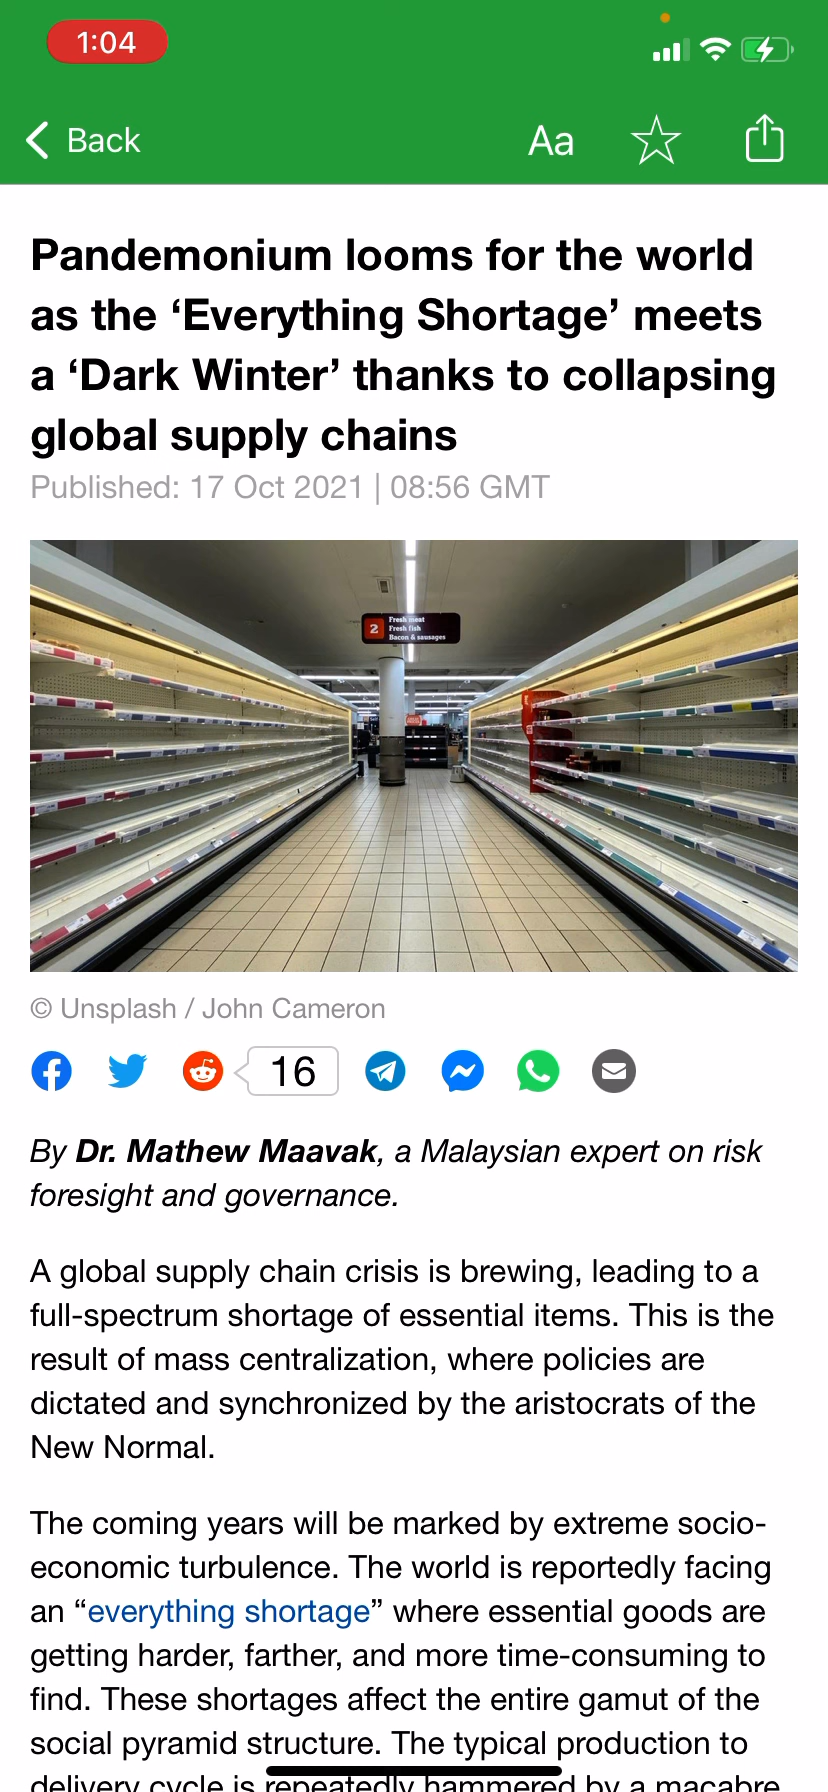 1:04
Back
Aa
Pandemonium looms for the world
as the ‘Everything Shortage’ meets
a ‘Dark Winter’ thanks to collapsing
global supply chains
Published: 17 Oct 2021 | 08:56 GMT
2
Fresh meat
Fresh fish
Bacon & sausages
© Unsplash / John Cameron
16
By Dr. Mathew Maavak, a Malaysian expert on risk
foresight and governance.
A global supply chain crisis is brewing, leading to a
full-spectrum shortage of essential items. This is the
result of mass centralization, where policies are
dictated and synchronized by the aristocrats of the
New Normal.
The coming years will be marked by extreme socio-
economic turbulence. The world is reportedly facing
an “everything shortage” where essential goods are
getting harder, farther, and more time-consuming to
find. These shortages affect the entire gamut of the
social pyramid structure. The typical production to
delivery cycle is repeatedly hammered by a macabre